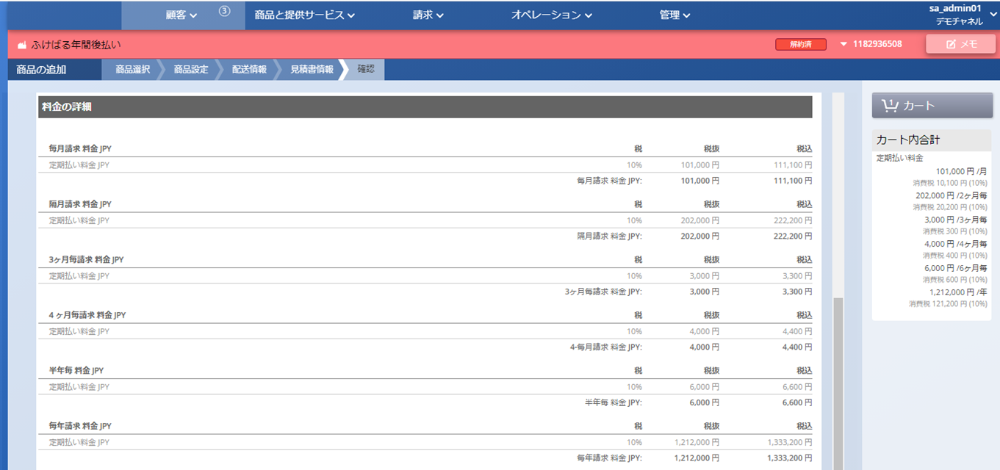 顧客 3 商品と提供サービス 請求 オペレーション 管理 sa_admin01
デモチャネル
ふけばる年間後払い 解約済 1182936508 メモ
商品の追加 商品選択 商品設定 配送情報 見積書情報 確認
料金の詳細
毎月請求 料金 JPY 税 税抜 税込
定期払い料金 JPY 10% 101,000 円 111,100 円
毎月請求 料金 JPY: 101,000 円 111,100 円
隔月請求 料金 JPY 税 税抜 税込
定期払い料金 JPY 10% 202,000 円 222,200 円
隔月請求 料金 JPY: 202,000 円 222,200 円
3ヶ月毎請求 料金 JPY 税 税抜 税込
定期払い料金 JPY 10% 3,000 円 3,300 円
3ヶ月毎請求 料金 JPY: 3,000 円 3,300 円
4 ヶ月毎請求 料金 JPY 税 税抜 税込
定期払い料金 JPY 10% 4,000 円 4,400 円
4-毎月請求 料金 JPY: 4,000 円 4,400 円
半年毎 料金 JPY 税 税抜 税込
定期払い料金 JPY 10% 6,000 円 6,600 円
半年毎 料金 JPY: 6,000 円 6,600 円
毎年請求 料金 JPY 税 税抜 税込
定期払い料金 JPY 10% 1,212,000 円 1,333,200 円
毎年請求 料金 JPY: 1,212,000 円 1,333,200 円
1 カート
カート内合計
定期払い料金
101,000 円 /月
消費税 10,100 円 (10%)
202,000 円 /2ヶ月毎
消費税 20,200 円 (10%)
3,000 円 /3ヶ月毎
消費税 300 円 (10%)
4,000 円 /4ヶ月毎
消費税 400 円 (10%)
6,000 円 /6ヶ月毎
消費税 600 円 (10%)
1,212,000 円 /年
消費税 121,200 円 (10%)